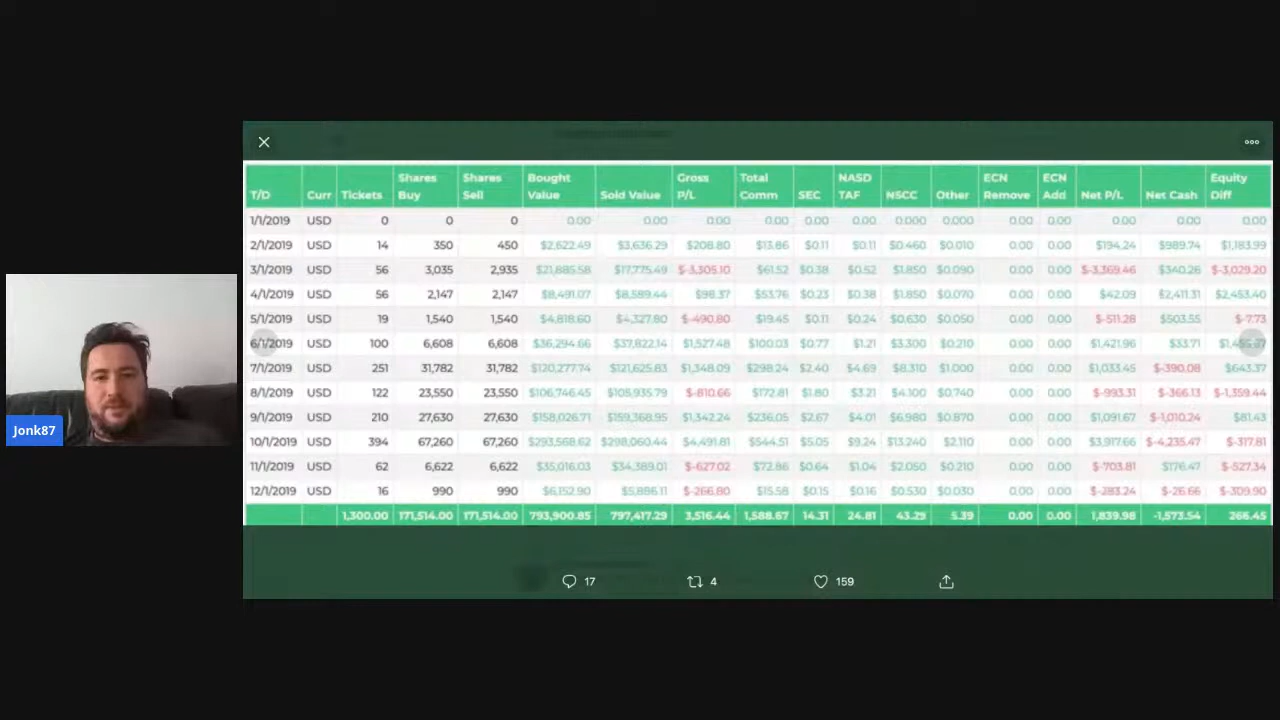 T/D Curr Tickets Shares Buy Shares Sell Bought Value Sold Value Gross P/L Total Comm SEC NASD TAF NSCC Other ECN Remove ECN Add Net P/L Net Cash Equity Diff
1/1/2019 USD 0 0 0 0.00 0.00 0.00 0.00 0.00 0.00 0.000 0.000 0.00 0.00 0.00 0.00 0.00
2/1/2019 USD 14 350 450 $2,622.49 $3,636.29 $208.80 $13.86 $0.11 $0.11 $0.460 $0.010 0.00 0.00 $194.24 $989.74 $1,183.99
3/1/2019 USD 56 3,035 2,935 $21,885.58 $17,775.49 $-3,305.10 $61.52 $0.38 $0.52 $1.850 $0.090 0.00 0.00 $-3,369.46 $340.26 $-3,029.20
4/1/2019 USD 56 2,147 2,147 $8,491.07 $8,589.44 $98.37 $53.76 $0.23 $0.38 $1.850 $0.070 0.00 0.00 $42.09 $2,411.31 $2,453.40
5/1/2019 USD 19 1,540 1,540 $4,818.60 $4,327.80 $-490.80 $19.45 $0.11 $0.24 $0.630 $0.050 0.00 0.00 $-511.28 $503.55 $-7.73
6/1/2019 USD 100 6,608 6,608 $36,294.66 $37,822.14 $1,527.48 $100.03 $0.77 $1.21 $3.300 $0.210 0.00 0.00 $1,421.96 $33.71
7/1/2019 USD 251 31,782 31,782 $120,277.74 $121,625.83 $1,348.09 $298.24 $2.40 $4.69 $8.310 $1.000 0.00 0.00 $1,033.45 $-390.08 $643.37
8/1/2019 USD 122 23,550 23,550 $106,746.45 $105,935.79 $-810.66 $172.81 $1.80 $3.21 $4.100 $0.740 0.00 0.00 $-993.31 $-366.13 $-1,359.44
9/1/2019 USD 210 27,630 27,630 $158,026.71 $159,368.95 $1,342.24 $236.05 $2.67 $4.01 $6.980 $0.870 0.00 0.00 $1,091.67 $-1,010.24 $81.43
10/1/2019 USD 394 67,260 67,260 $293,568.62 $298,060.44 $4,491.81 $544.51 $5.05 $9.24 $13.240 $2.110 0.00 0.00 $3,917.66 $-4,235.47 $-317.81
11/1/2019 USD 62 6,622 6,622 $35,016.03 $34,389.01 $-627.02 $72.86 $0.64 $1.04 $2.050 $0.210 0.00 0.00 $-703.81 $176.47 $-527.34
12/1/2019 USD 16 990 990 $6,152.90 $5,886.11 $-266.80 $15.58 $0.15 $0.16 $0.530 $0.030 0.00 0.00 $-283.24 $-26.66 $-309.90
1,300.00 171,514.00 171,514.00 793,900.85 797,417.29 3,516.44 1,588.67 14.31 24.81 43.29 5.39 0.00 0.00 1,839.98 -1,573.54 266.45
Jonk87
17 4 159